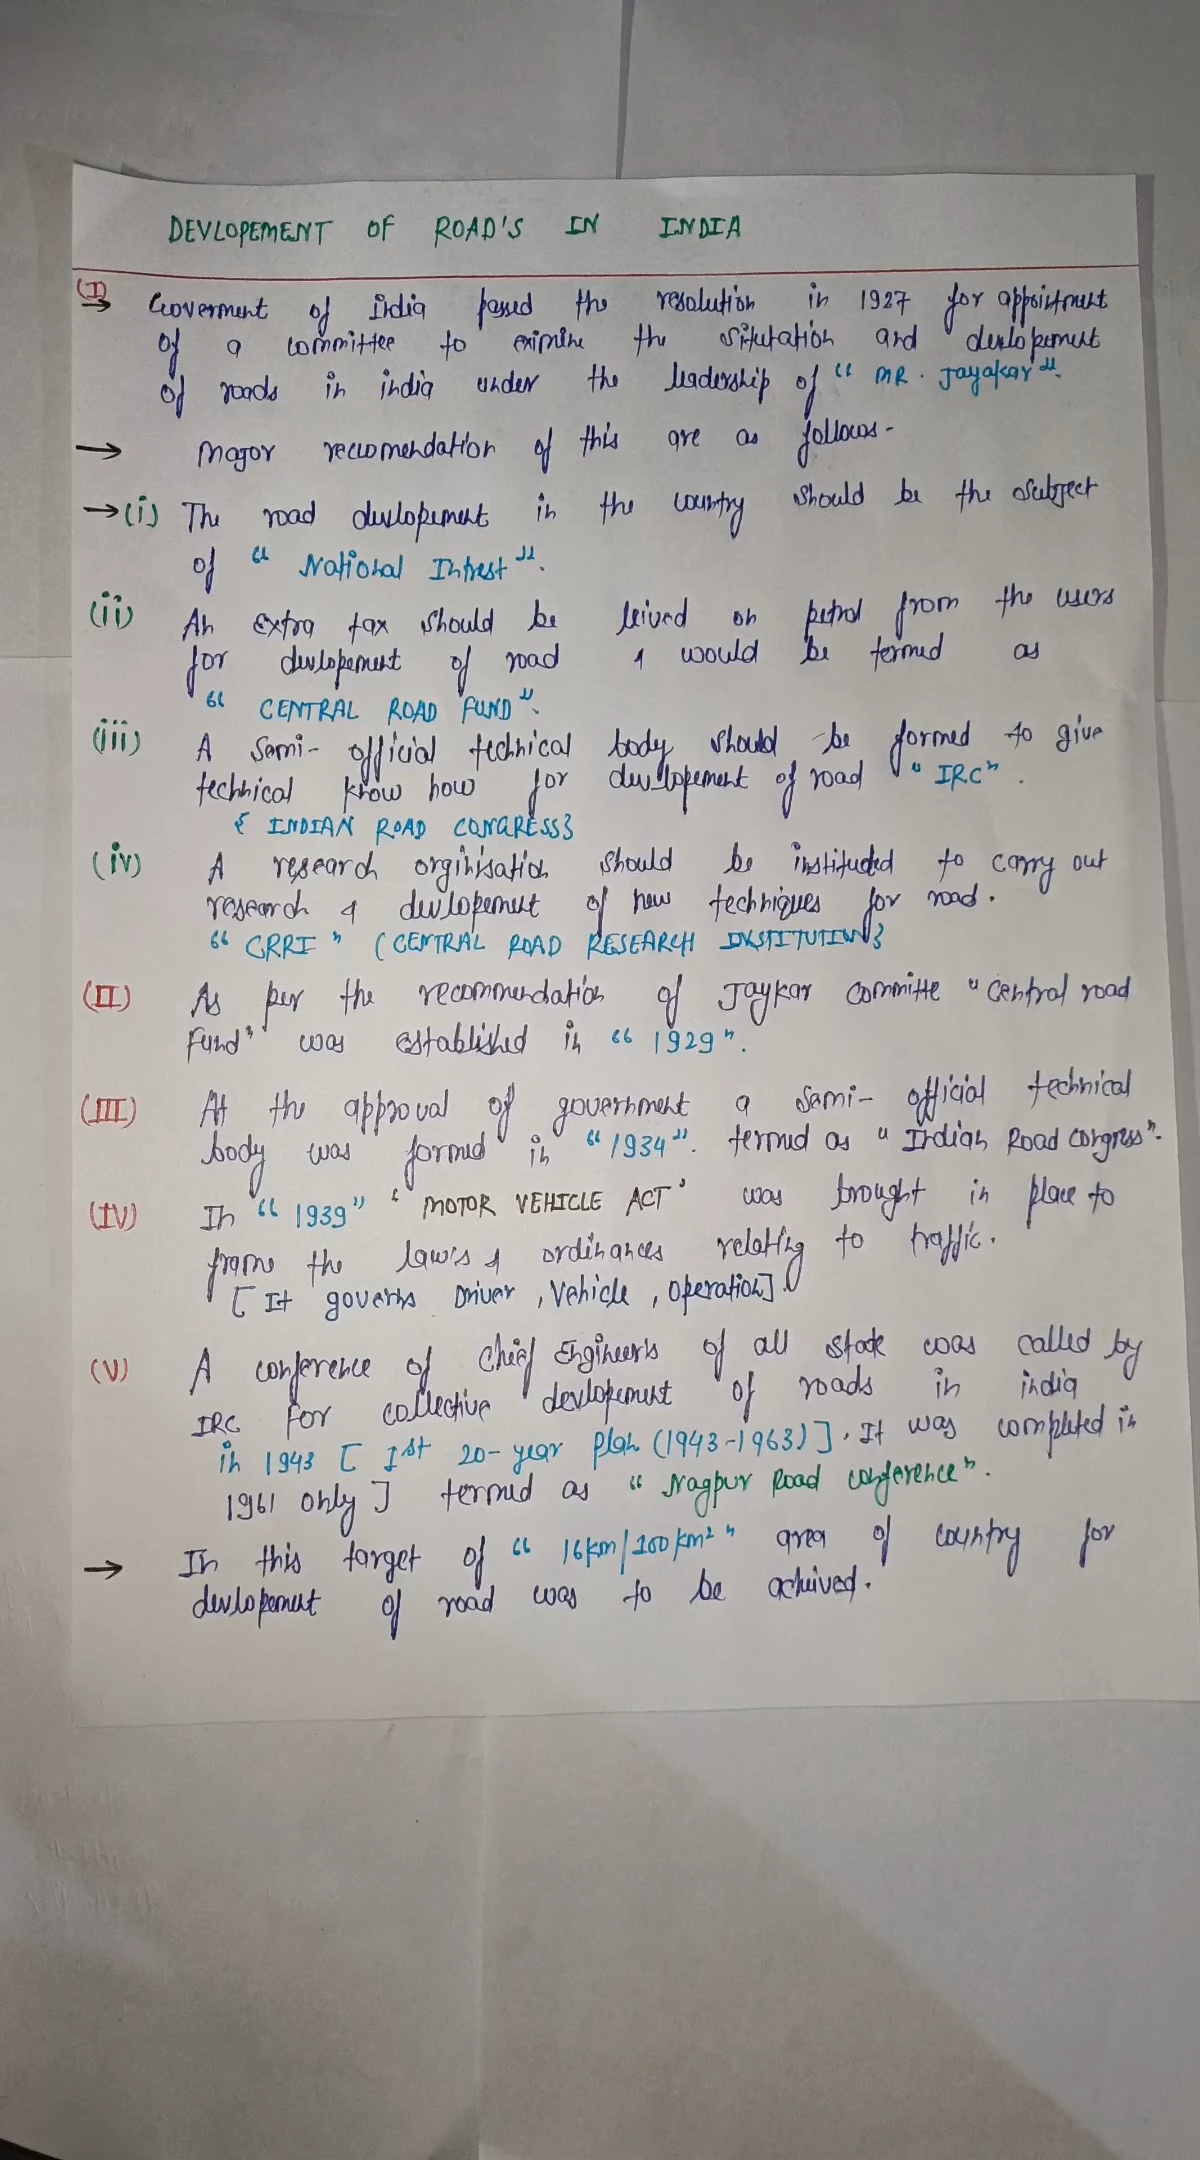 DEVLOPEMENT OF ROAD'S IN INDIA
(I)
→ Goverment of India passed the resolution in 1927 for appointment
of a committee to eximine the situtation and devlopement
of roads in india under the leadership of "MR. Jayakar".
→ Major reccomendation of this are as follows-
→ (i) The road devlopement in the country should be the subject
of "National Intrest".
(ii) An extra tax should be leived on petrol from the users
for devlopement of road & would be termed as
"CENTRAL ROAD FUND".
(iii) A Semi-official technical body should be formed to give
technical know how for devlopement of road "IRC".
{ INDIAN ROAD CONGRESS}
(iv) A research orginisation should be instituded to carry out
research & devlopement of new techniques for road.
"CRRI" (CENTRAL ROAD RESEARCH INSTITUTION}
(II) As per the recommendation of Jaykar committe "Central road
Fund" was established in "1929".
(III) At the approval of government a semi-official technical
body was formed in "1934". termed as "Indian Road Congress".
(IV) In "1939" 'MOTOR VEHICLE ACT' was brought in place to
frame the law's & ordinances relating to traffic.
[It governs Driver, Vehicle, Operation].
(V) A conference of chief Engineers of all state was called by
IRC For collective devlopement of roads in india
in 1943 [Ist 20-year plan (1943-1963)]. It was completed in
1961 only] termed as "Nagpur Road conference".
→ In this target of "16km/100km²" area of country for
devlopement of road was to be achived.